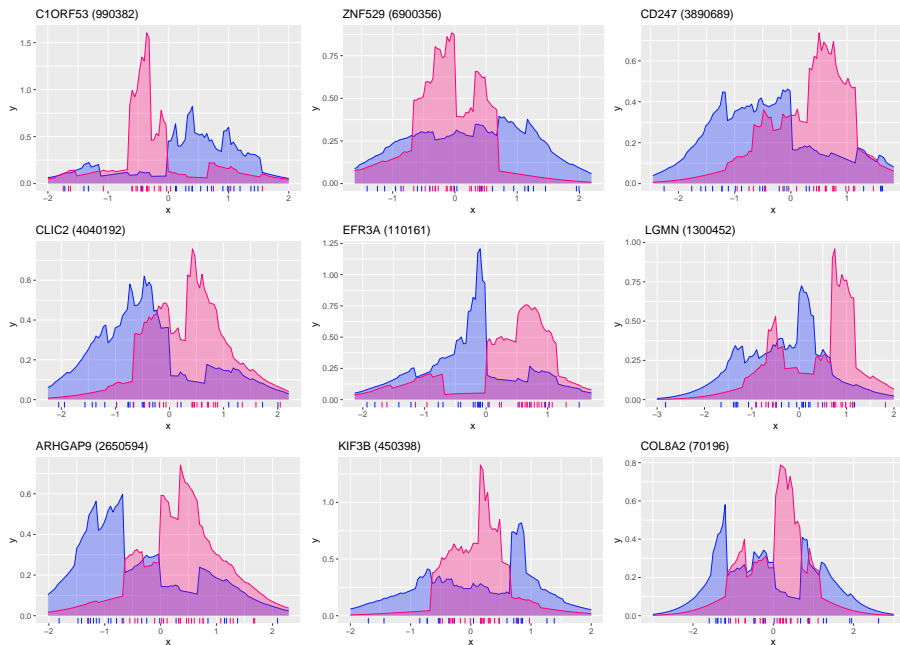 C1ORF53 (990382)
ZNF529 (6900356)
CD247 (3890689)
1.5
1.0
0.5
0.0
y
−2
−1
0
1
2
x
0.75
0.50
0.25
0.00
y
−1
0
1
2
x
0.6
0.4
0.2
0.0
y
−2
−1
0
1
x
CLIC2 (4040192)
EFR3A (110161)
LGMN (1300452)
0.6
0.4
0.2
0.0
y
−2
−1
0
1
2
x
1.25
1.00
0.75
0.50
0.25
0.00
y
−2
−1
0
1
x
1.00
0.75
0.50
0.25
0.00
y
−3
−2
−1
0
1
2
x
ARHGAP9 (2650594)
KIF3B (450398)
COL8A2 (70196)
0.6
0.4
0.2
0.0
y
−2
−1
0
1
2
x
1.0
0.5
0.0
y
−2
−1
0
1
2
x
0.8
0.6
0.4
0.2
0.0
y
−2
0
2
x